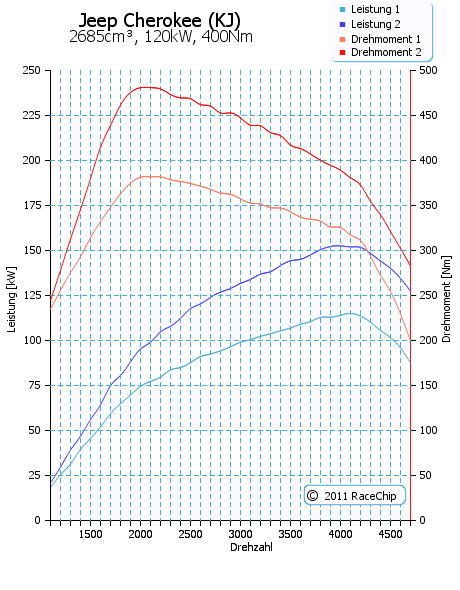 Jeep Cherokee (KJ)
2685cm³, 120kW, 400Nm
Leistung 1
Leistung 2
Drehmoment 1
Drehmoment 2
250
225
200
175
150
125
100
75
50
25
0
Leistung [kW]
500
450
400
350
300
250
200
150
100
50
0
Drehmoment [Nm]
© 2011 RaceChip
1500 2000 2500 3000 3500 4000 4500
Drehzahl